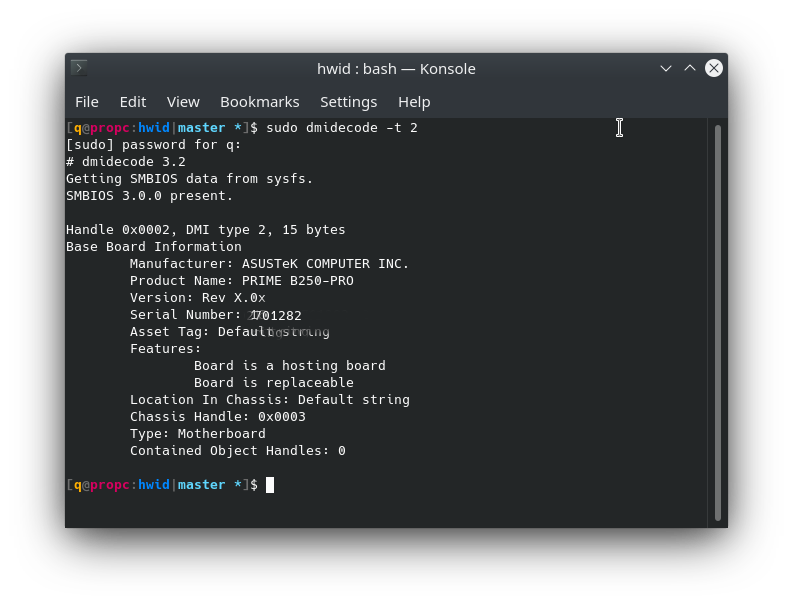 hwid : bash — Konsole
File Edit View Bookmarks Settings Help
[q@propc:hwid|master *]$ sudo dmidecode -t 2
[sudo] password for q:
# dmidecode 3.2
Getting SMBIOS data from sysfs.
SMBIOS 3.0.0 present.
Handle 0x0002, DMI type 2, 15 bytes
Base Board Information
Manufacturer: ASUSTeK COMPUTER INC.
Product Name: PRIME B250-PRO
Version: Rev X.0x
Serial Number:
Asset Tag: Default string
Features:
Board is a hosting board
Board is replaceable
Location In Chassis: Default string
Chassis Handle: 0x0003
Type: Motherboard
Contained Object Handles: 0
[q@propc:hwid|master *]$